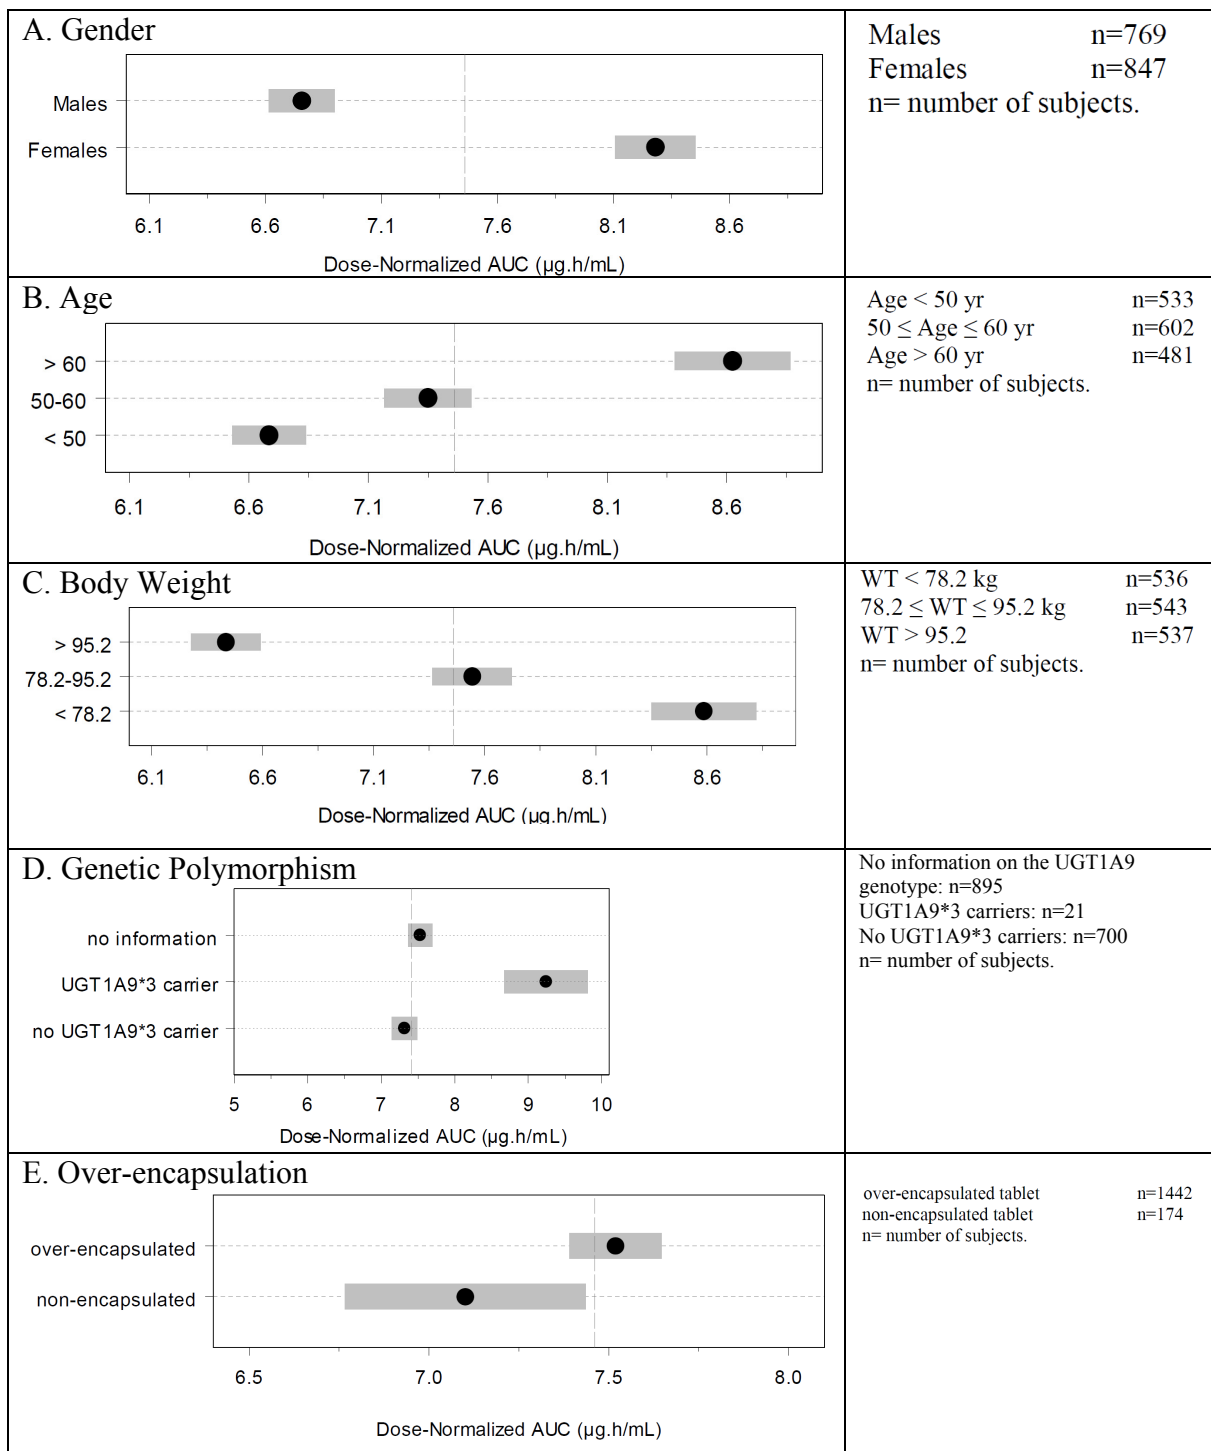 A. Gender
Males
Females
6.1 6.6 7.1 7.6 8.1 8.6
Dose-Normalized AUC (µg.h/mL)
Males n=769
Females n=847
n= number of subjects.
B. Age
> 60
50-60
< 50
6.1 6.6 7.1 7.6 8.1 8.6
Dose-Normalized AUC (µg.h/mL)
Age < 50 yr n=533
50 ≤ Age ≤ 60 yr n=602
Age > 60 yr n=481
n= number of subjects.
C. Body Weight
> 95.2
78.2-95.2
< 78.2
6.1 6.6 7.1 7.6 8.1 8.6
Dose-Normalized AUC (µg.h/mL)
WT < 78.2 kg n=536
78.2 ≤ WT ≤ 95.2 kg n=543
WT > 95.2 n=537
n= number of subjects.
D. Genetic Polymorphism
no information
UGT1A9*3 carrier
no UGT1A9*3 carrier
5 6 7 8 9 10
Dose-Normalized AUC (µg.h/mL)
No information on the UGT1A9
genotype: n=895
UGT1A9*3 carriers: n=21
No UGT1A9*3 carriers: n=700
n= number of subjects.
E. Over-encapsulation
over-encapsulated
non-encapsulated
6.5 7.0 7.5 8.0
Dose-Normalized AUC (µg.h/mL)
over-encapsulated tablet n=1442
non-encapsulated tablet n=174
n= number of subjects.